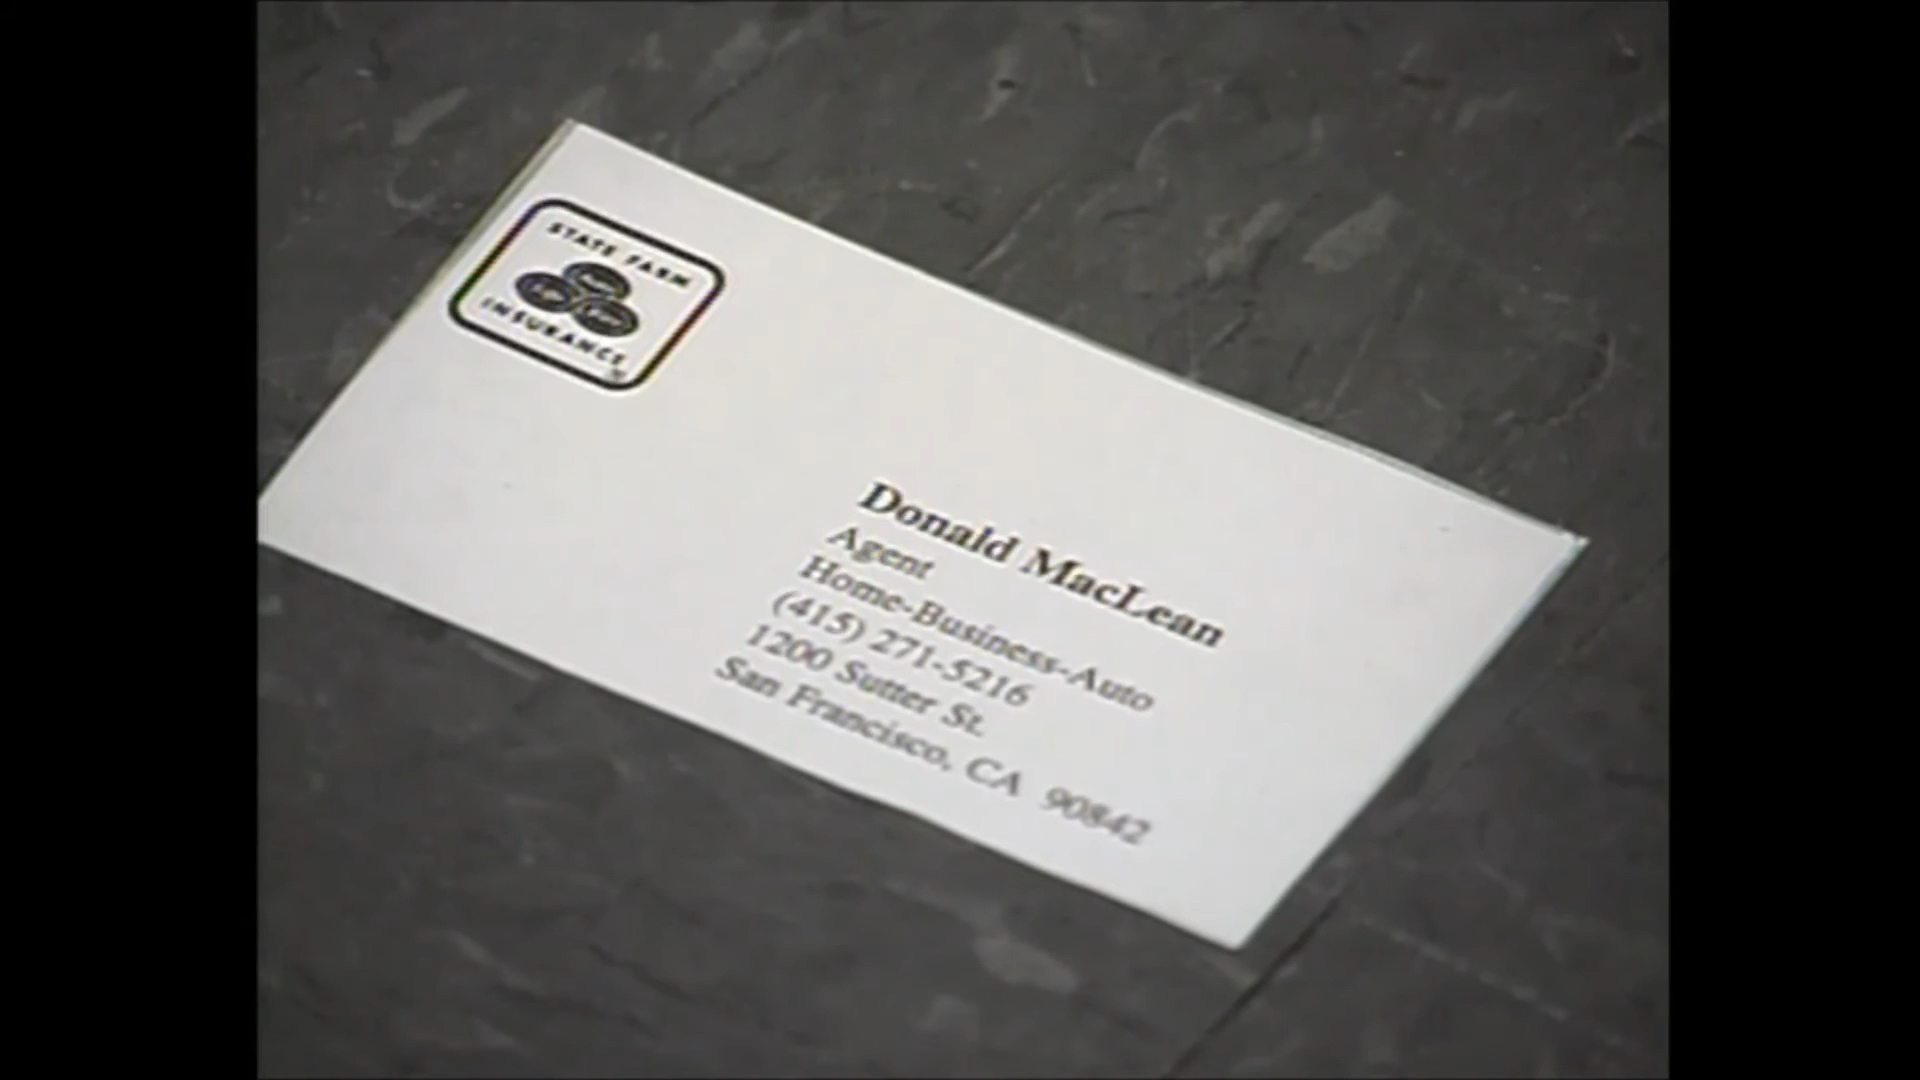 STATE FARM
INSURANCE
Donald MacLean
Agent
Home-Business-Auto
(415) 271-5216
1200 Sutter St.
San Francisco, CA 90842